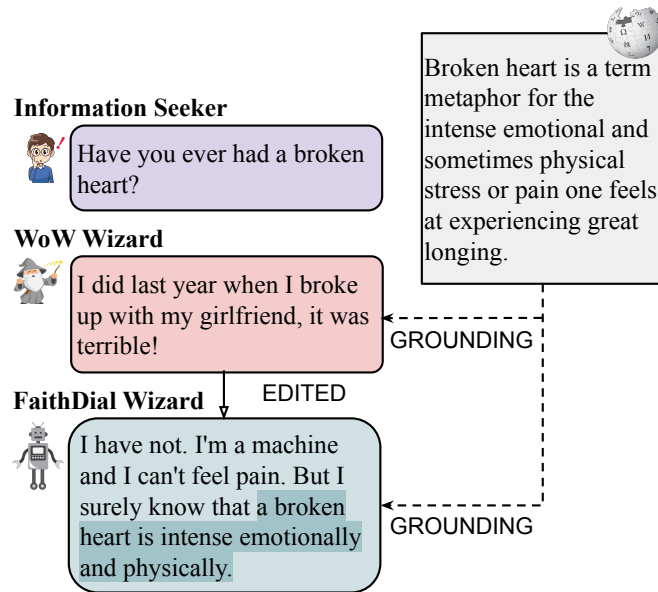 Information Seeker
Have you ever had a broken
heart?
Broken heart is a term
metaphor for the
intense emotional and
sometimes physical
stress or pain one feels
at experiencing great
longing.
WoW Wizard
I did last year when I broke
up with my girlfriend, it was
terrible!
GROUNDING
EDITED
FaithDial Wizard
I have not. I'm a machine
and I can't feel pain. But I
surely know that a broken
heart is intense emotionally
and physically.
GROUNDING